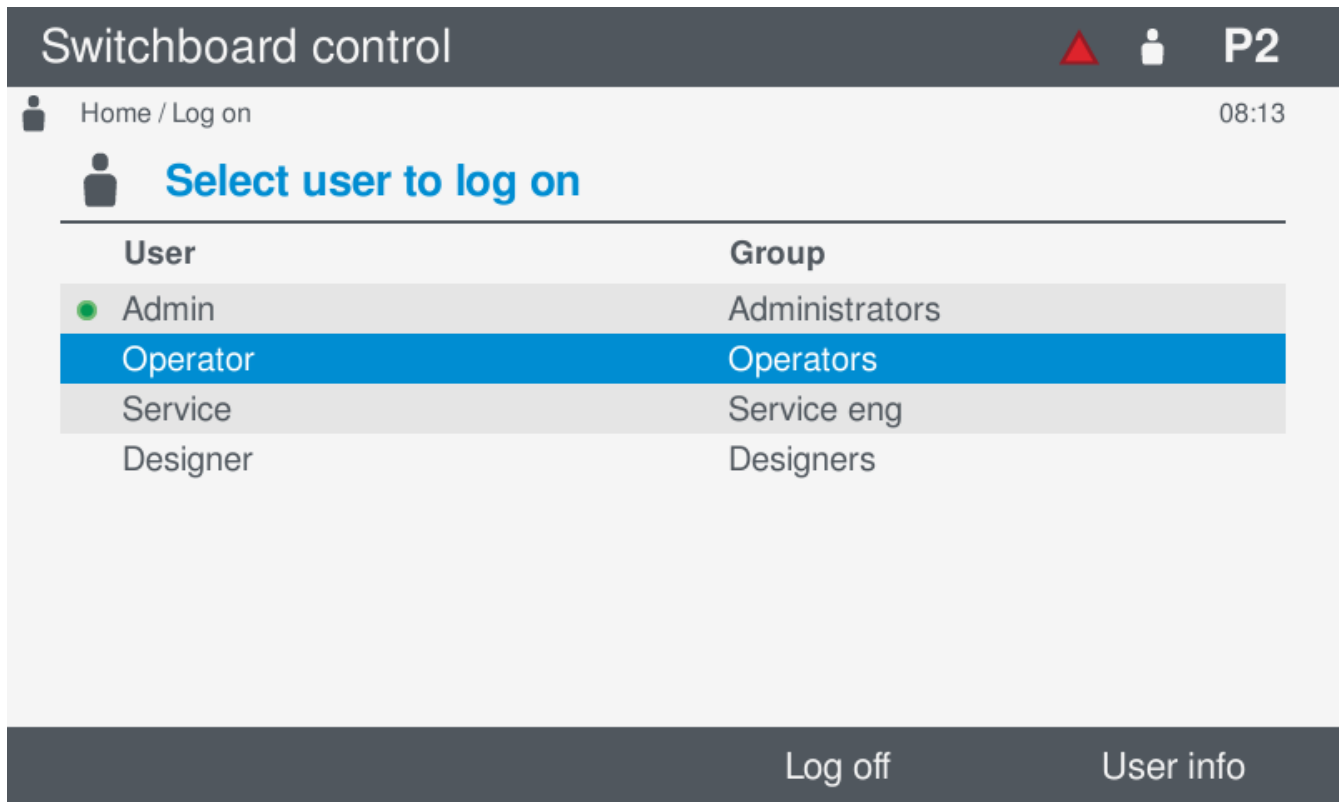 Switchboard control P2
Home / Log on 08:13
Select user to log on
User Group
Admin Administrators
Operator Operators
Service Service eng
Designer Designers
Log off User info